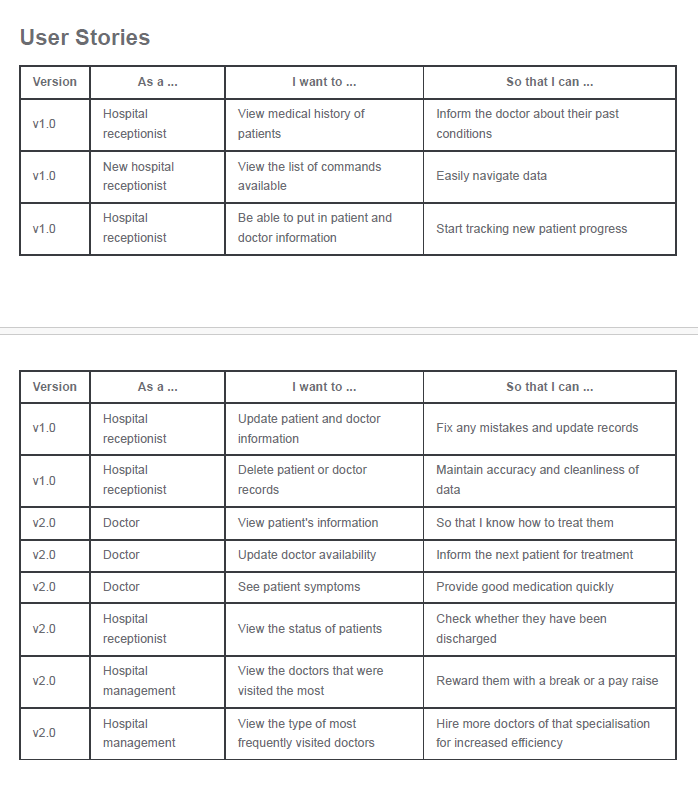 User Stories
Version As a ... I want to ... So that I can ...
v1.0 Hospital receptionist View medical history of patients Inform the doctor about their past conditions
v1.0 New hospital receptionist View the list of commands available Easily navigate data
v1.0 Hospital receptionist Be able to put in patient and doctor information Start tracking new patient progress
Version As a ... I want to ... So that I can ...
v1.0 Hospital receptionist Update patient and doctor information Fix any mistakes and update records
v1.0 Hospital receptionist Delete patient or doctor records Maintain accuracy and cleanliness of data
v2.0 Doctor View patient's information So that I know how to treat them
v2.0 Doctor Update doctor availability Inform the next patient for treatment
v2.0 Doctor See patient symptoms Provide good medication quickly
v2.0 Hospital receptionist View the status of patients Check whether they have been discharged
v2.0 Hospital management View the doctors that were visited the most Reward them with a break or a pay raise
v2.0 Hospital management View the type of most frequently visited doctors Hire more doctors of that specialisation for increased efficiency